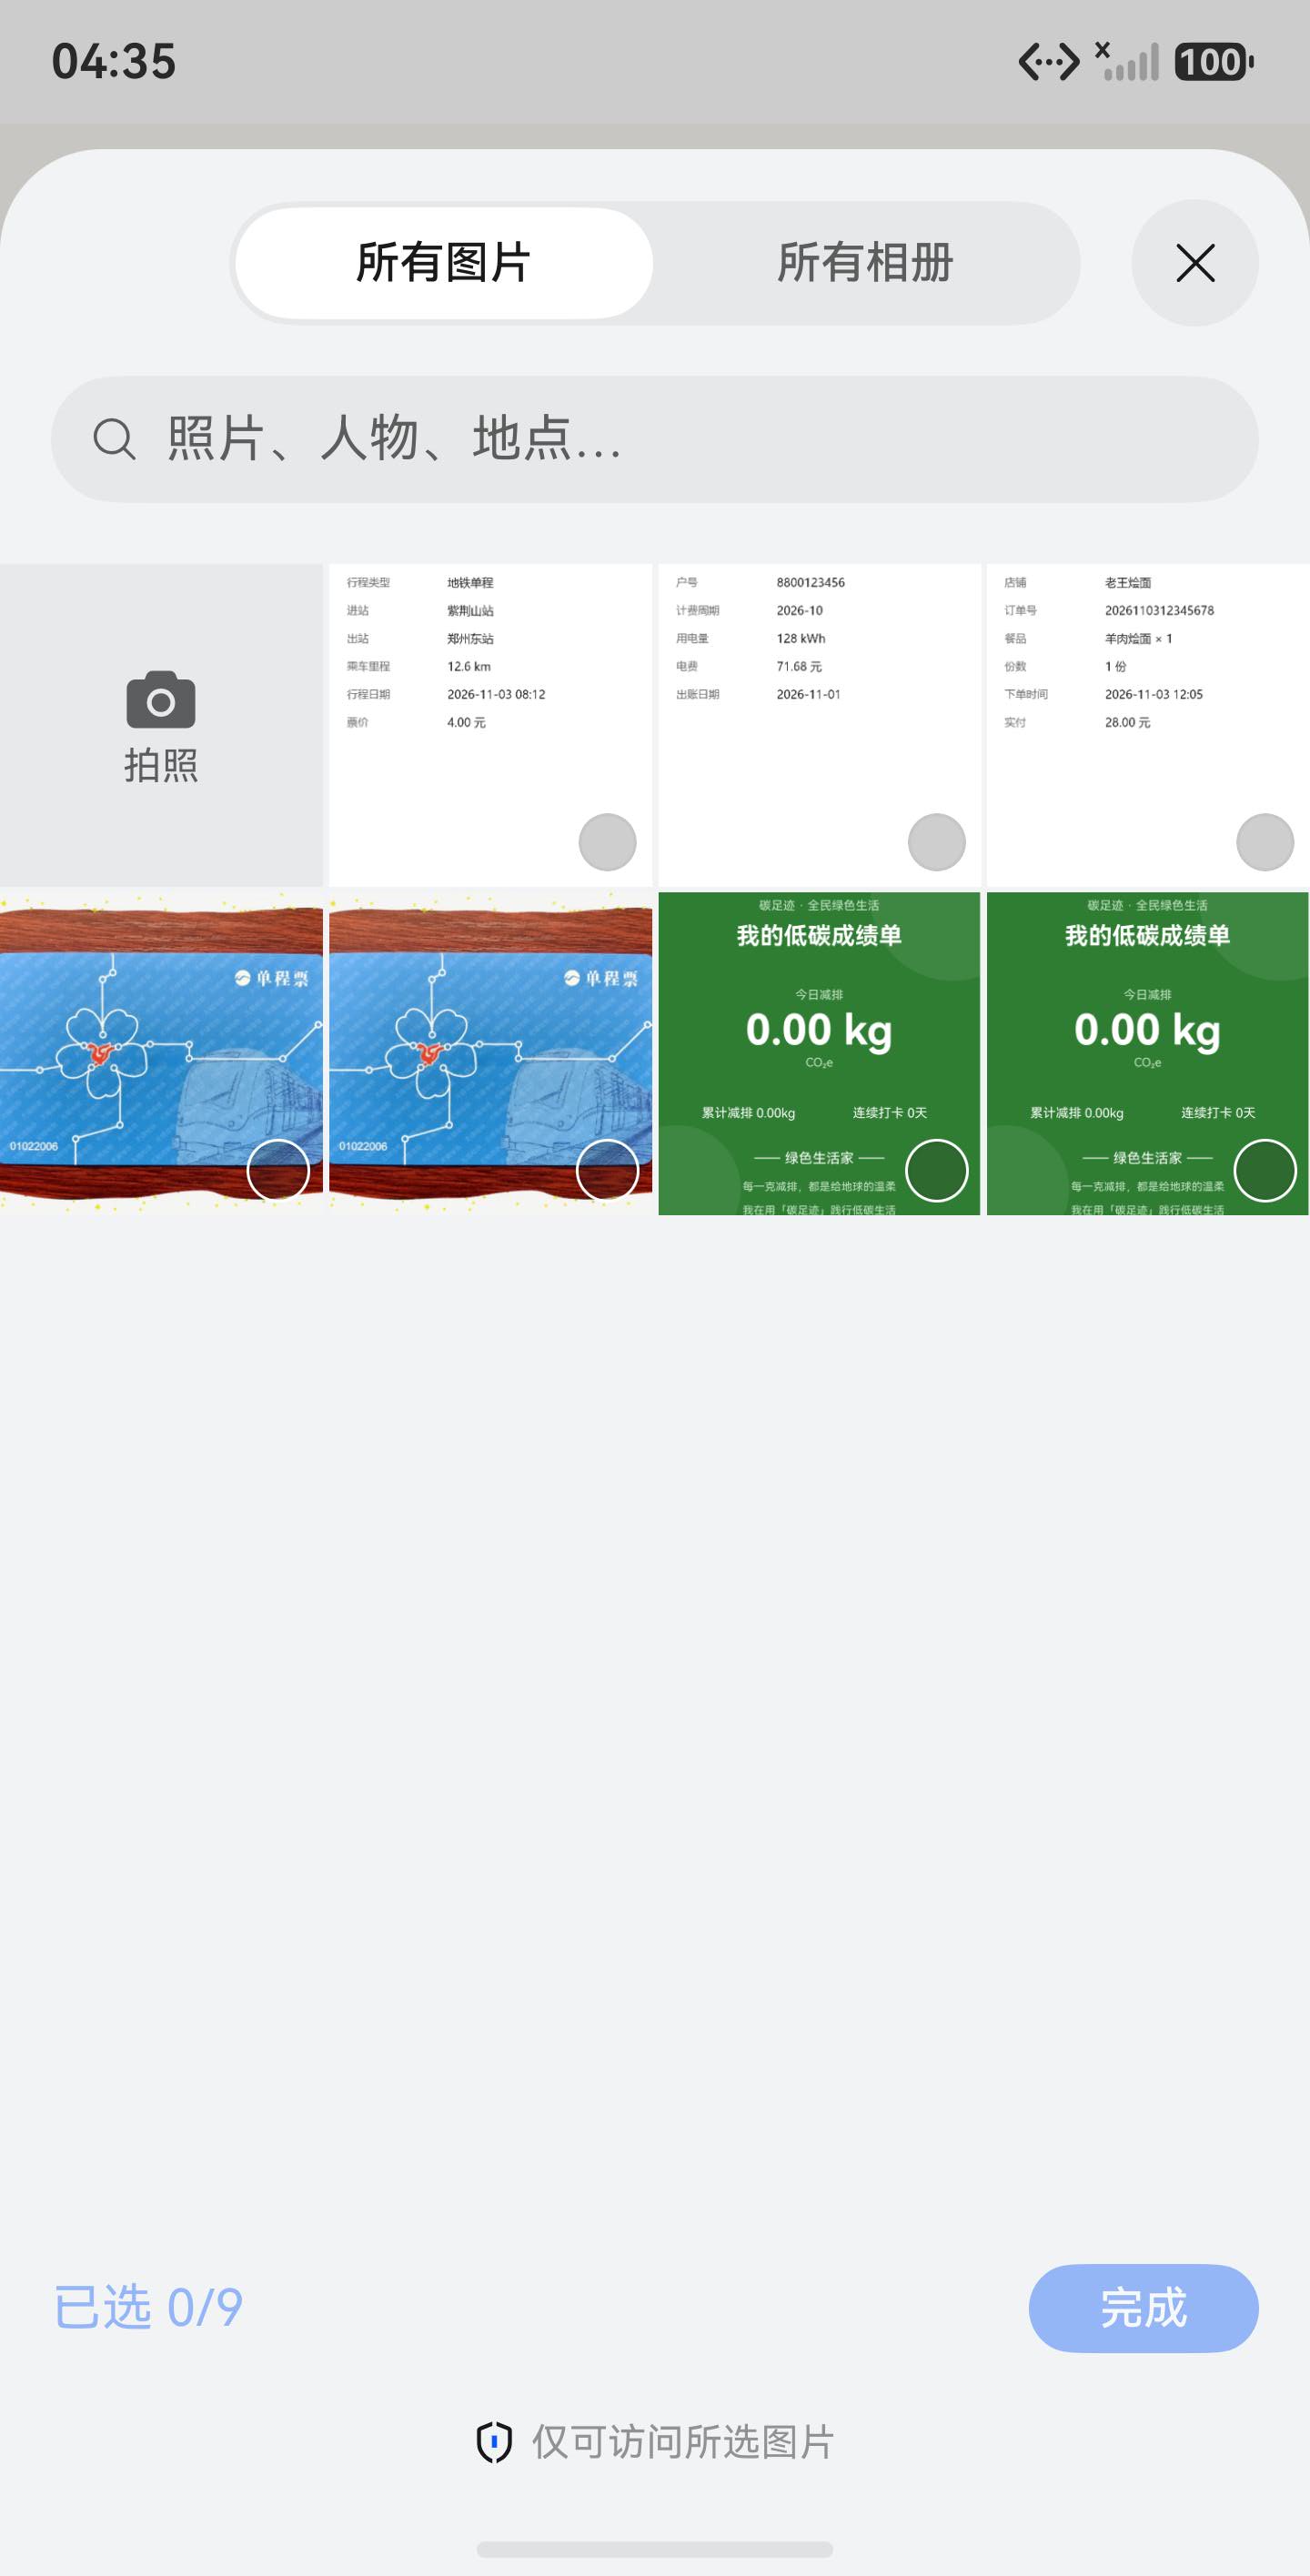 04:35
100
所有图片 所有相册
照片、人物、地点...
拍照
行程类型 地铁单程
进站 紫荆山站
出站 郑州东站
乘车里程 12.6 km
行程日期 2026-11-03 08:12
票价 4.00 元
户号 8800123456
计费周期 2026-10
用电量 128 kWh
电费 71.68 元
出账日期 2026-11-01
店铺 老王烩面
订单号 2026110312345678
餐品 羊肉烩面 × 1
份数 1 份
下单时间 2026-11-03 12:05
实付 28.00 元
单程票
01022006
单程票
01022006
碳足迹 · 全民绿色生活
我的低碳成绩单
今日减排
0.00 kg
CO₂e
累计减排 0.00kg 连续打卡 0天
绿色生活家
每一克减排，都是给地球的温柔
我在用「碳足迹」践行低碳生活
碳足迹 · 全民绿色生活
我的低碳成绩单
今日减排
0.00 kg
CO₂e
累计减排 0.00kg 连续打卡 0天
绿色生活家
每一克减排，都是给地球的温柔
我在用「碳足迹」践行低碳生活
已选 0/9
完成
仅可访问所选图片